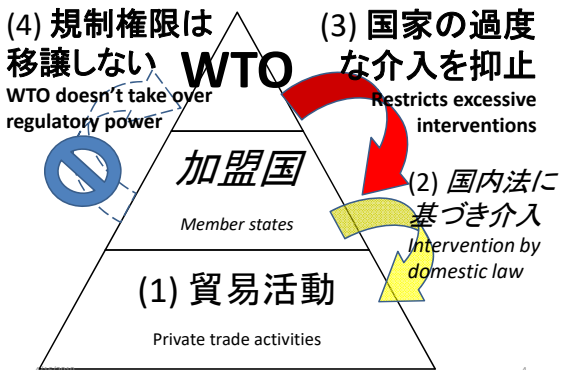 (4) 規制権限は
移譲しない
WTO doesn't take over
regulatory power
WTO
(3) 国家の過度
な介入を抑止
Restricts excessive
interventions
加盟国
Member states
(2) 国内法に
基づき介入
Intervention by
domestic law
(1) 貿易活動
Private trade activities